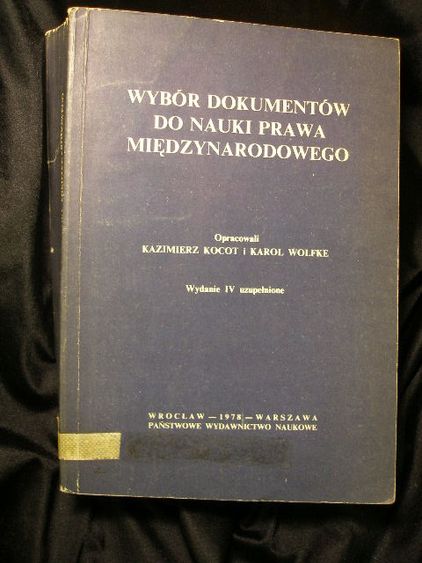 WYBÓR DOKUMENTÓW
DO NAUKI PRAWA
MIĘDZYNARODOWEGO
Opracowali
KAZIMIERZ KOCOT i KAROL WOLFKE
Wydanie IV uzupełnione
WROCŁAW — 1978 — WARSZAWA
PAŃSTWOWE WYDAWNICTWO NAUKOWE